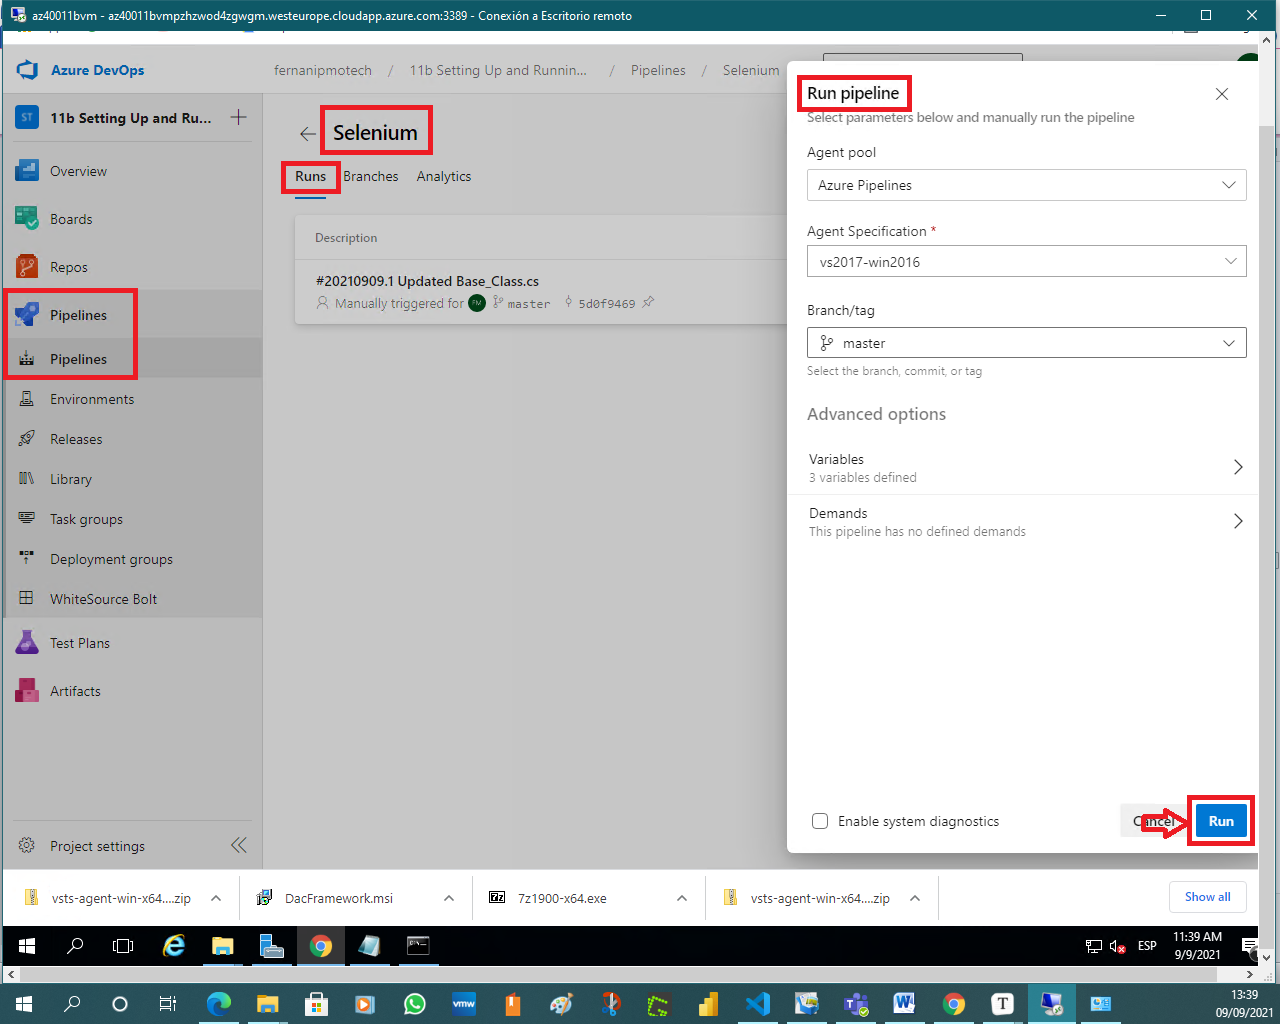 az40011bvm - az40011bvmpzhzwod4zgwgm.westeurope.cloudapp.azure.com:3389 - Conexión a Escritorio remoto
Azure DevOps
fernanipmotech / 11b Setting Up and Runnin... / Pipelines / Selenium
ST 11b Setting Up and Ru...
Overview
Boards
Repos
Pipelines
Pipelines
Environments
Releases
Library
Task groups
Deployment groups
WhiteSource Bolt
Test Plans
Artifacts
Project settings
Selenium
Runs Branches Analytics
Description
#20210909.1 Updated Base_Class.cs
Manually triggered for FM master 5d0f9469
Run pipeline
Select parameters below and manually run the pipeline
Agent pool
Azure Pipelines
Agent Specification *
vs2017-win2016
Branch/tag
master
Select the branch, commit, or tag
Advanced options
Variables
3 variables defined
Demands
This pipeline has no defined demands
Enable system diagnostics
Cancel
Run
vsts-agent-win-x64....zip
DacFramework.msi
7z 7z1900-x64.exe
vsts-agent-win-x64....zip
Show all
ESP
11:39 AM
9/9/2021
vmw
T
13:39
09/09/2021